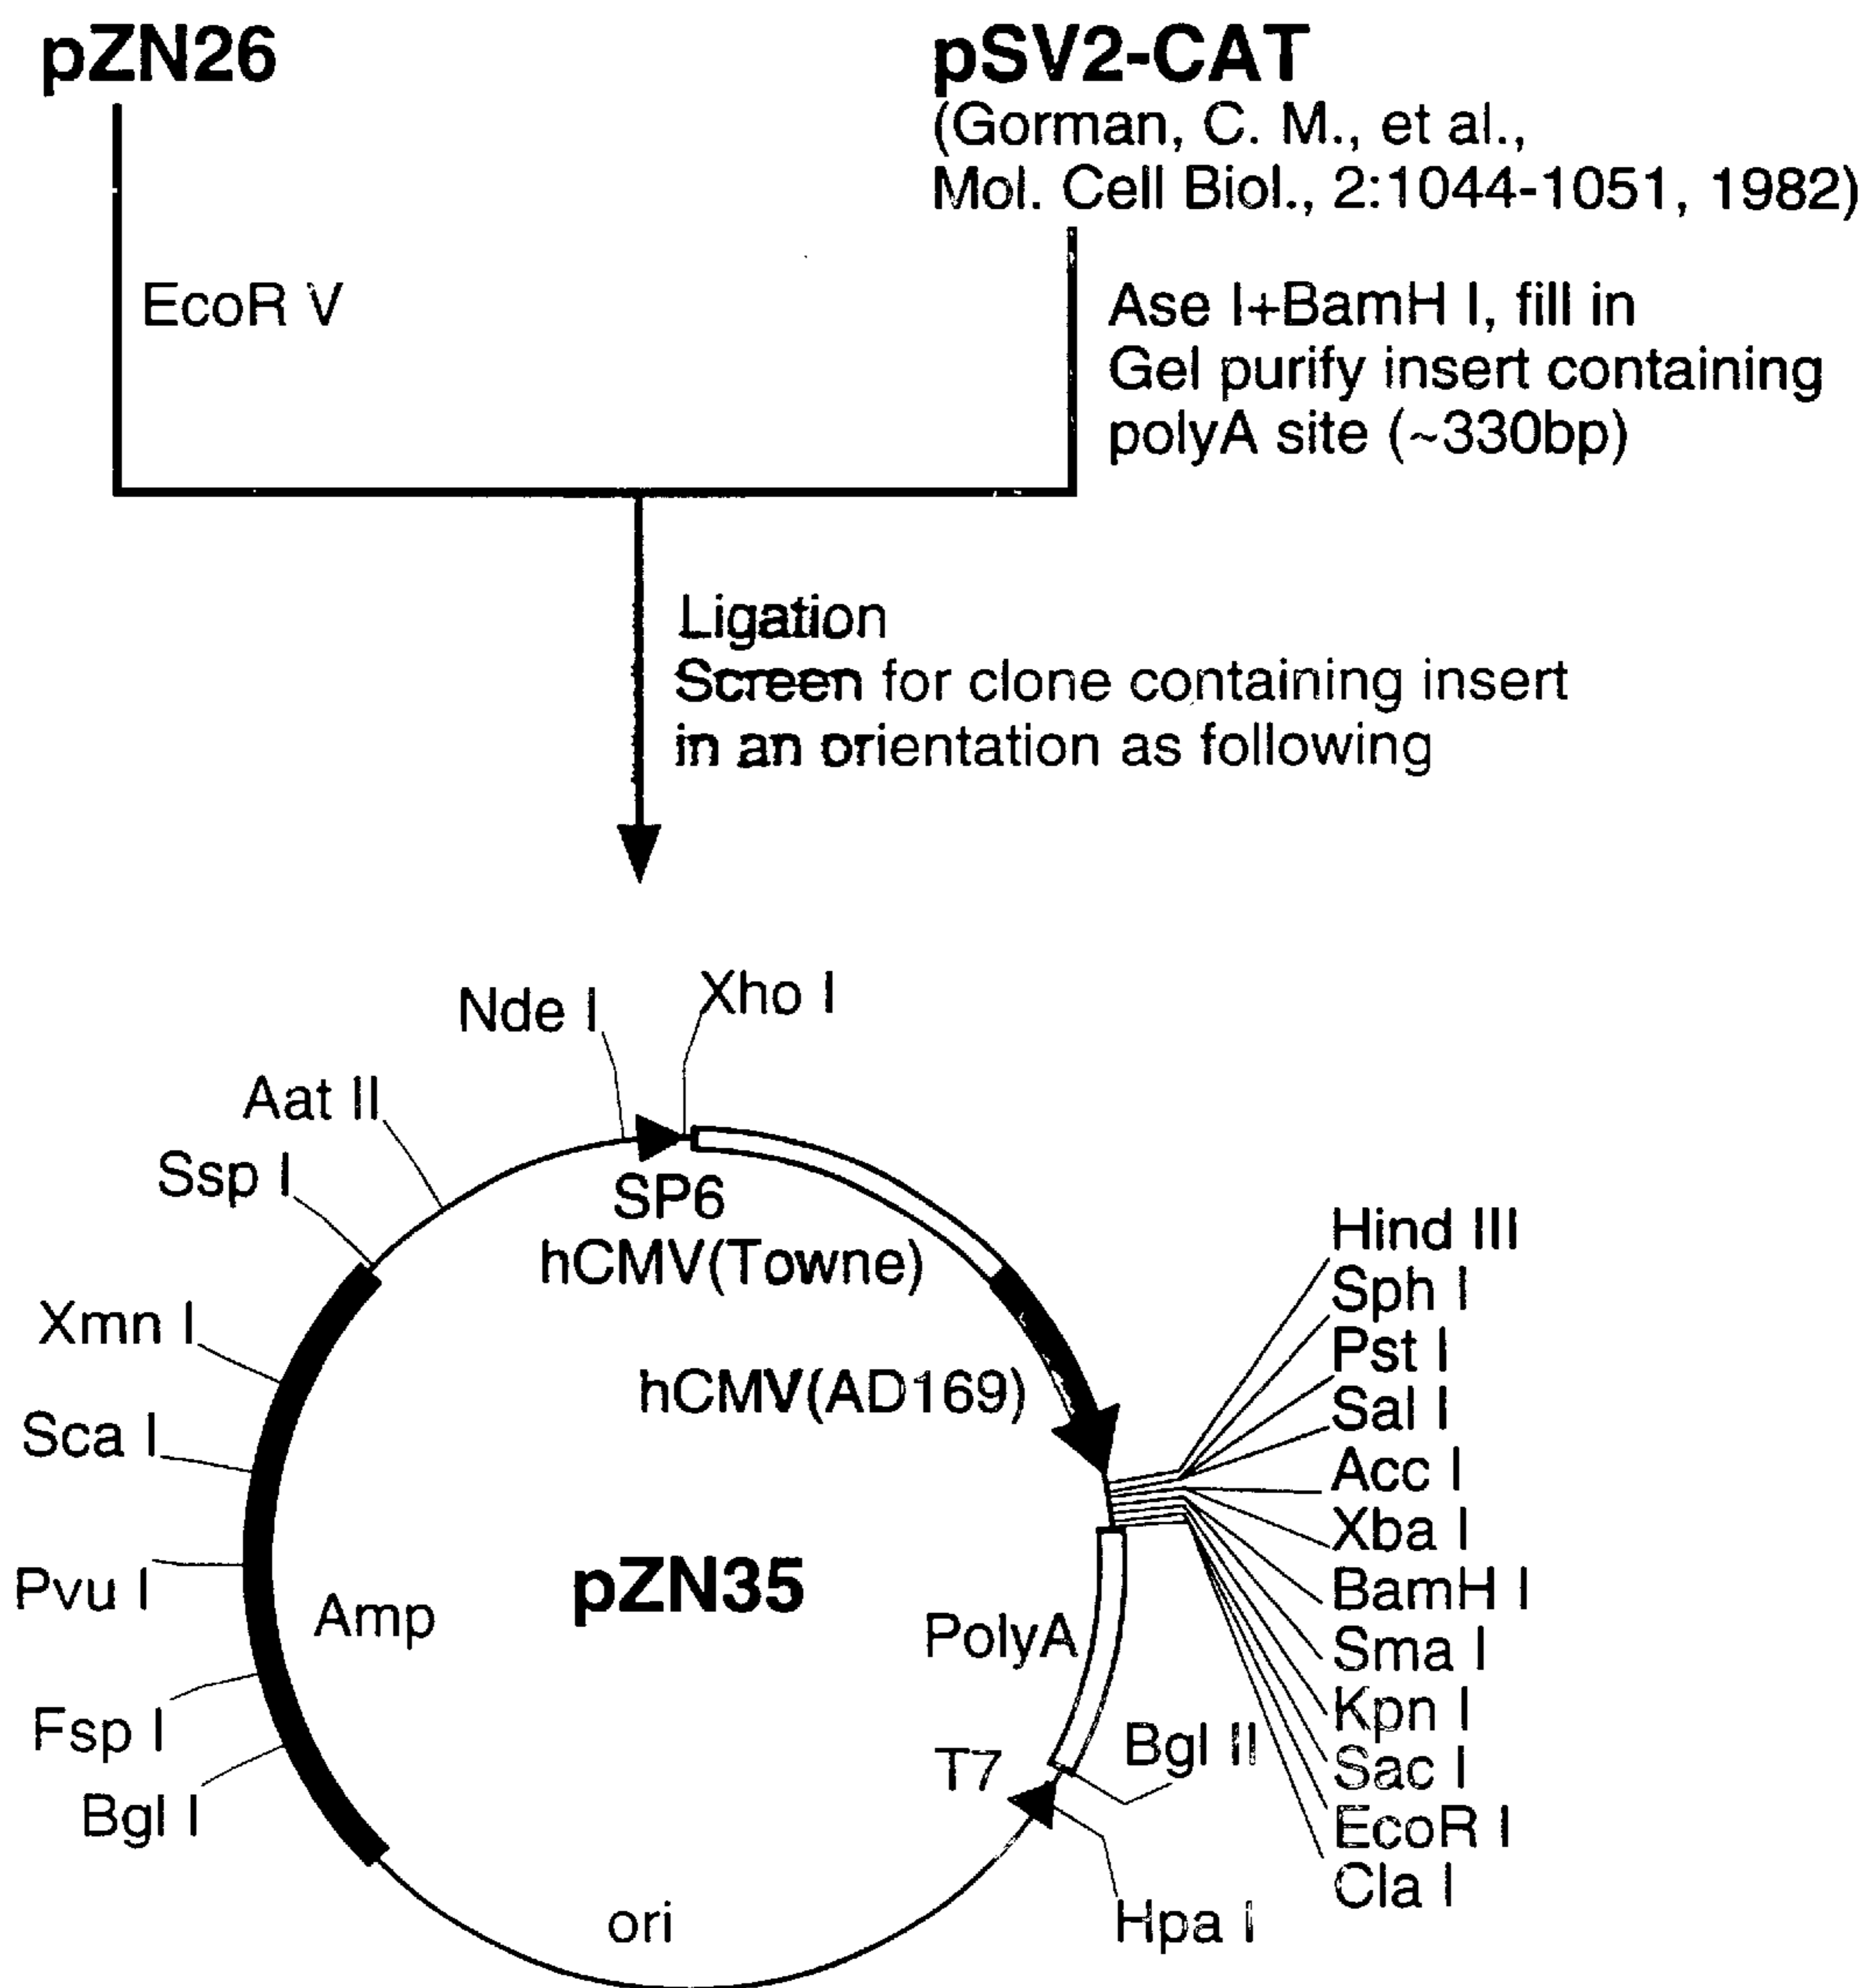 pZN26
pSV2-CAT
(Gorman, C. M., et al.,
Mol. Cell Biol., 2:1044-1051, 1982)
EcoR V
Ase I+BamH I, fill in
Gel purify insert containing
polyA site (~330bp)
Ligation
Screen for clone containing insert
in an orientation as following
Nde I
Xho I
Aat II
Ssp I
Xmn I
Sca I
Pvu I
Fsp I
Bgl I
SP6
hCMV(Towne)
hCMV(AD169)
Amp
pZN35
PolyA
T7
Bgl II
Hpa I
ori
Hind III
Sph I
Pst I
Sal I
Acc I
Xba I
BamH I
Sma I
Kpn I
Sac I
EcoR I
Cla I